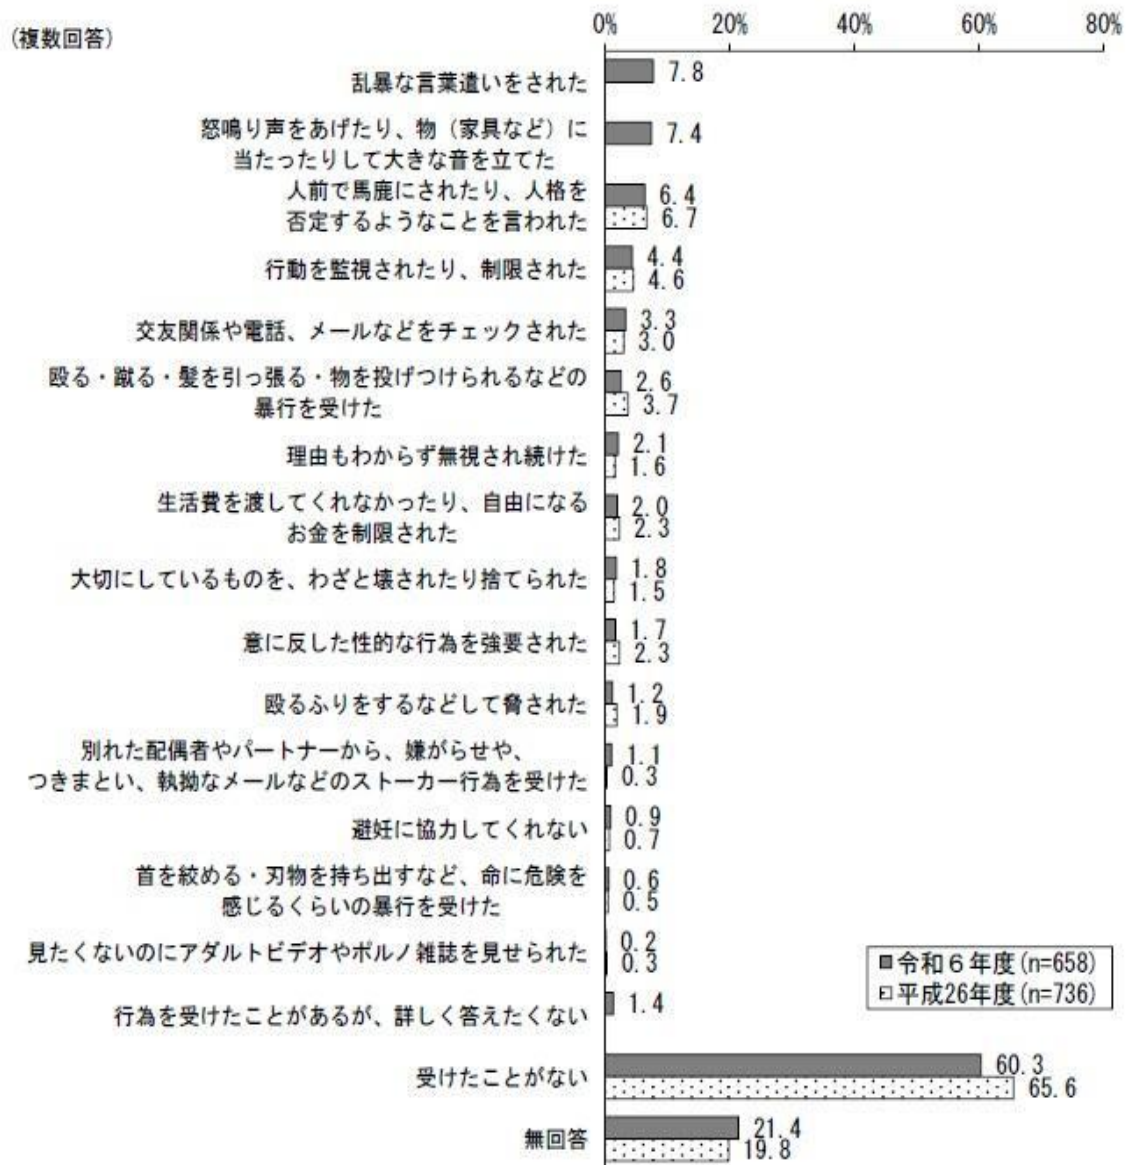 (複数回答)
0% 20% 40% 60% 80%
乱暴な言葉遣いをされた 7.8
怒鳴り声をあげたり、物（家具など）に
当たったりして大きな音を立てた
7.4
人前で馬鹿にされたり、人格を
否定するようなことを言われた
6.4
6.7
行動を監視されたり、制限された
4.4
4.6
交友関係や電話、メールなどをチェックされた
3.3
3.0
殴る・蹴る・髪を引っ張る・物を投げつけられるなどの
暴行を受けた
2.6
3.7
理由もわからず無視され続けた
2.1
1.6
生活費を渡してくれなかったり、自由になる
お金を制限された
2.0
2.3
大切にしているものを、わざと壊されたり捨てられた
1.8
1.5
意に反した性的な行為を強要された
1.7
2.3
殴るふりをするなどして脅された
1.2
1.9
別れた配偶者やパートナーから、嫌がらせや、
つきまとい、執拗なメールなどのストーカー行為を受けた
1.1
0.3
避妊に協力してくれない
0.9
0.7
首を絞める・刃物を持ち出すなど、命に危険を
感じるくらいの暴行を受けた
0.6
0.5
見たくないのにアダルトビデオやポルノ雑誌を見せられた
0.2
0.3
行為を受けたことがあるが、詳しく答えたくない 1.4
受けたことがない
60.3
65.6
無回答
21.4
19.8
令和６年度(n=658)
平成26年度(n=736)